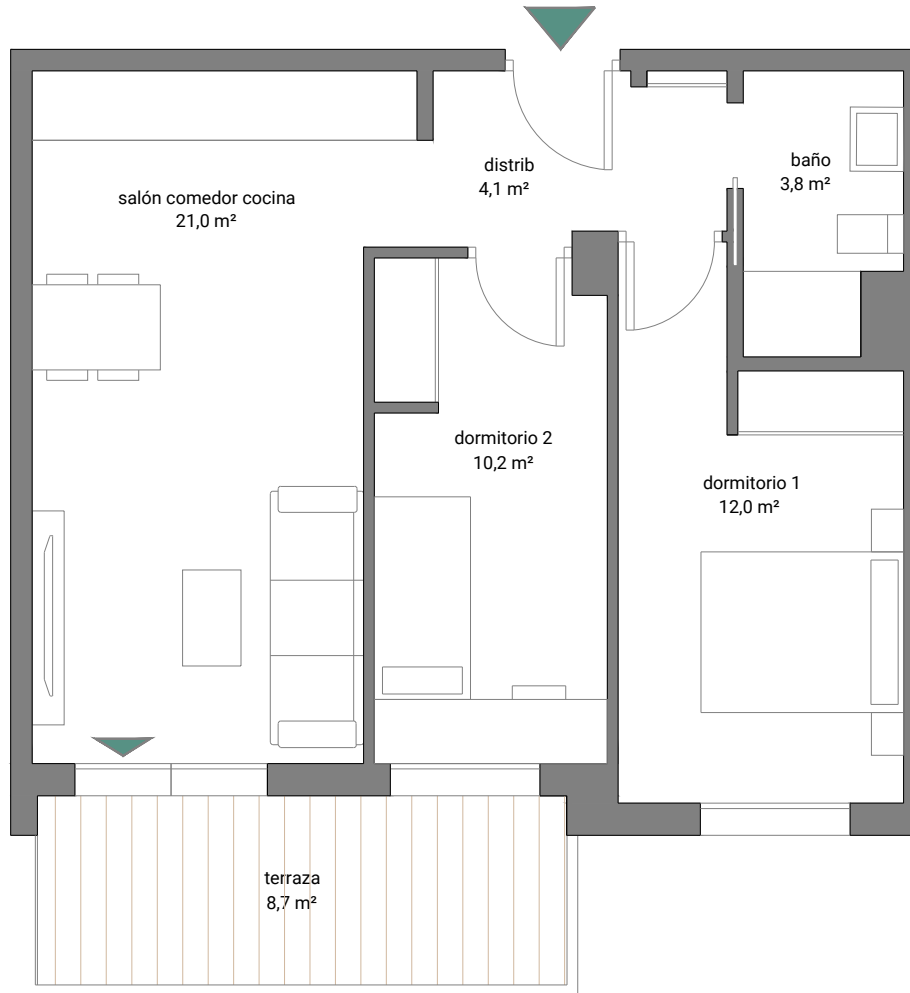 distrib
4,1 m²
baño
3,8 m²
salón comedor cocina
21,0 m²
dormitorio 2
10,2 m²
dormitorio 1
12,0 m²
terraza
8,7 m²